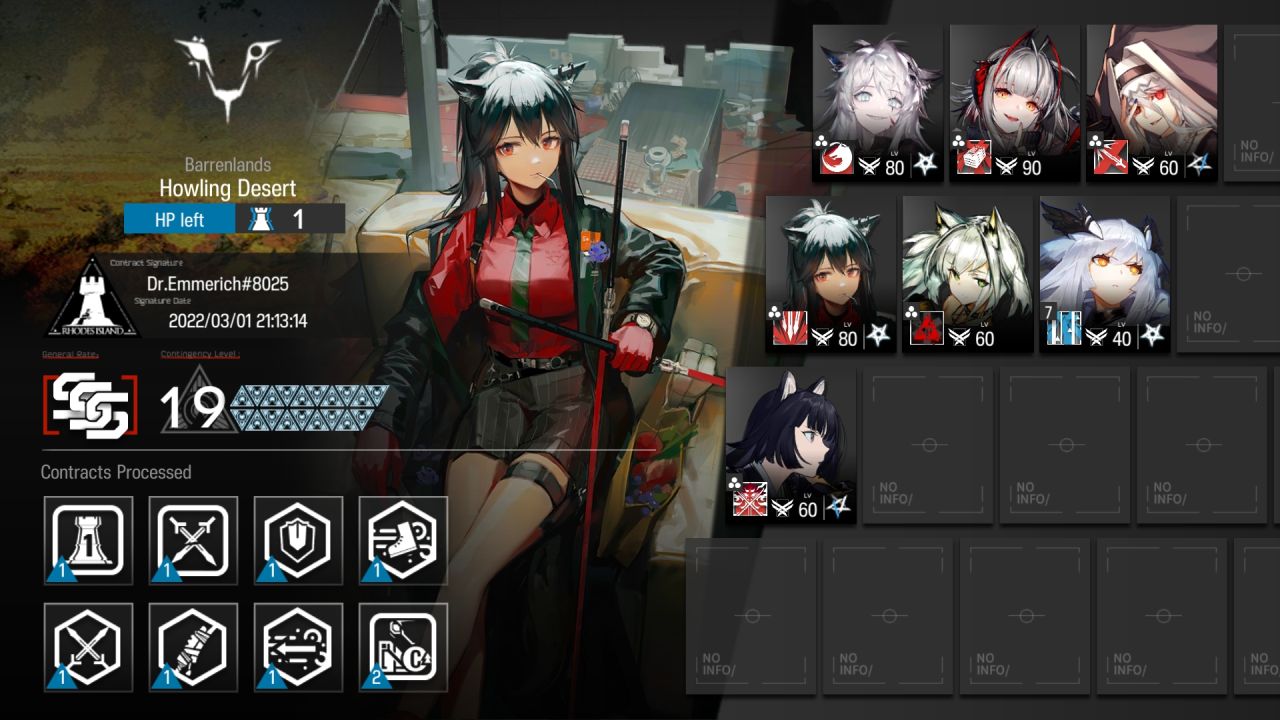 Barrenlands
Howling Desert
HP left
1
Contract Signature
Dr.Emmerich#8025
Signature Date
2022/03/01 21:13:14
RHODES ISLAND
General Rate:
Contingency Level :
19
Contracts Processed
1
1
1
1
1
1
1
1
C
2
LV
80
LV
90
LV
60
NO
INFO/
LV
80
LV
60
7
LV
40
NO
INFO/
LV
60
NO
INFO/
NO
INFO/
NO
INFO/
NO
INFO/
NO
INFO/
NO
INFO/
NO
INFO/
NO
INFO/